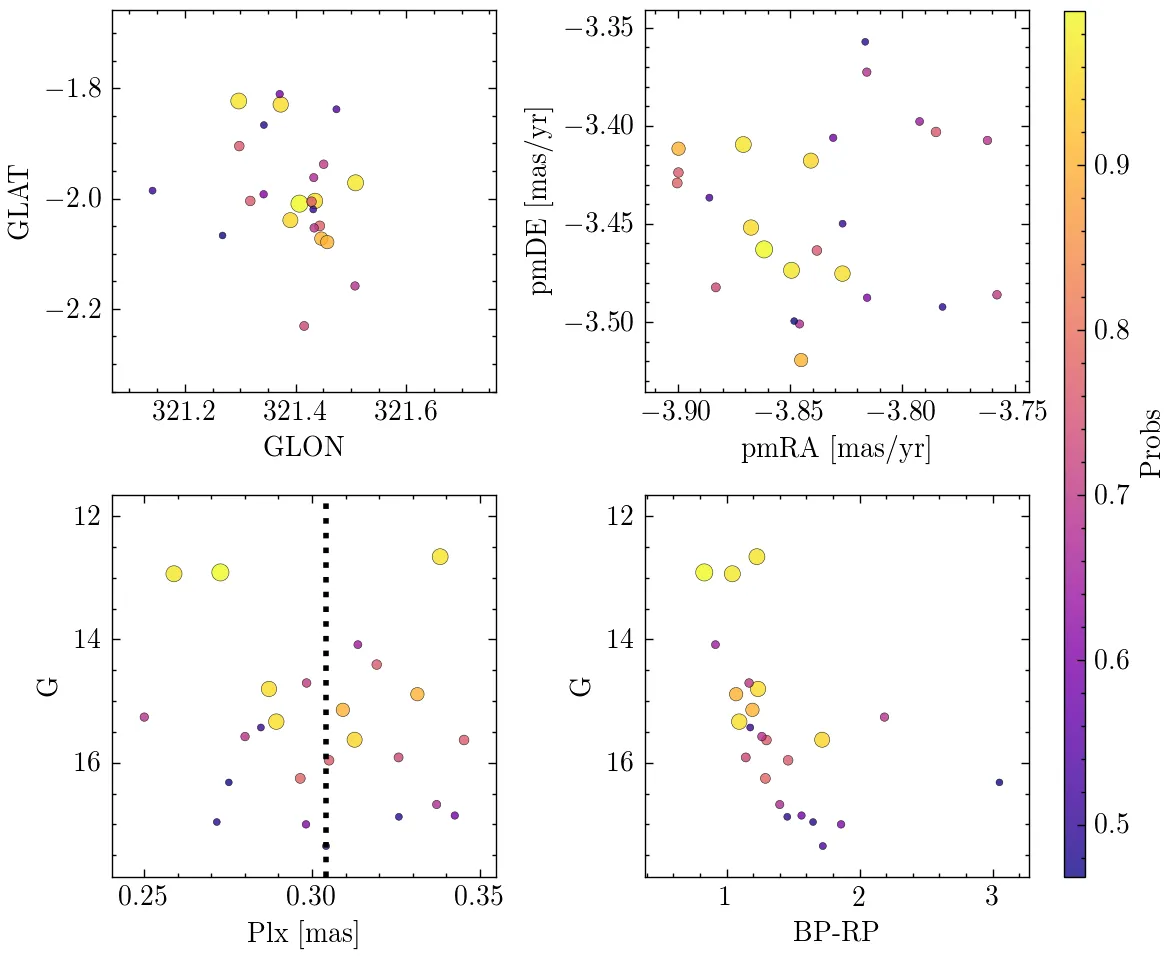 −1.8
−2.0
−2.2
GLAT
321.2 321.4 321.6
GLON
−3.35
−3.40
−3.45
−3.50
pmDE [mas/yr]
−3.90 −3.85 −3.80 −3.75
pmRA [mas/yr]
12
14
16
G
0.25 0.30 0.35
Plx [mas]
12
14
16
G
1 2 3
BP-RP
0.9
0.8
0.7
0.6
0.5
Probs